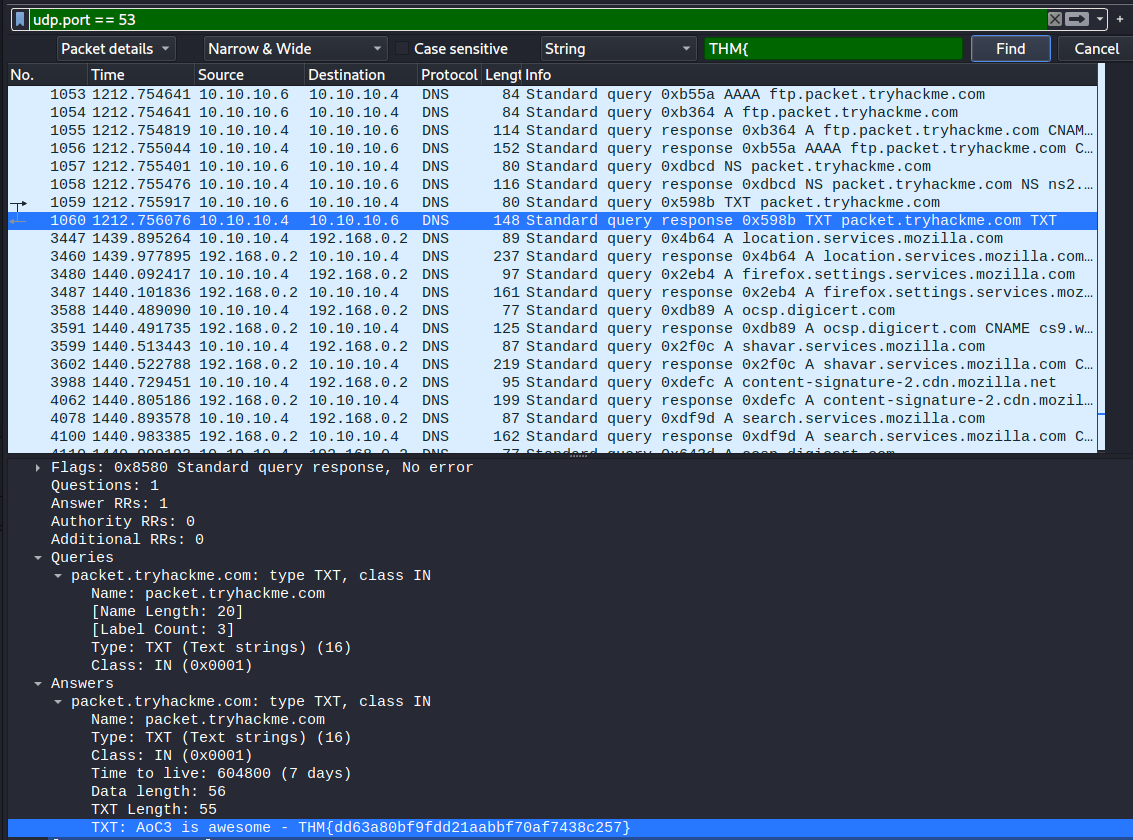 udp.port == 53
Packet details Narrow & Wide Case sensitive String THM{ Find Cancel
No. Time Source Destination Protocol Lengt Info
1053 1212.754641 10.10.10.6 10.10.10.4 DNS 84 Standard query 0xb55a AAAA ftp.packet.tryhackme.com
1054 1212.754641 10.10.10.6 10.10.10.4 DNS 84 Standard query 0xb364 A ftp.packet.tryhackme.com
1055 1212.754819 10.10.10.4 10.10.10.6 DNS 114 Standard query response 0xb364 A ftp.packet.tryhackme.com CNAM…
1056 1212.755044 10.10.10.4 10.10.10.6 DNS 152 Standard query response 0xb55a AAAA ftp.packet.tryhackme.com C…
1057 1212.755401 10.10.10.6 10.10.10.4 DNS 80 Standard query 0xdbcd NS packet.tryhackme.com
1058 1212.755476 10.10.10.4 10.10.10.6 DNS 116 Standard query response 0xdbcd NS packet.tryhackme.com NS ns2.…
1059 1212.755917 10.10.10.6 10.10.10.4 DNS 80 Standard query 0x598b TXT packet.tryhackme.com
1060 1212.756076 10.10.10.4 10.10.10.6 DNS 148 Standard query response 0x598b TXT packet.tryhackme.com TXT
3447 1439.895264 10.10.10.4 192.168.0.2 DNS 89 Standard query 0x4b64 A location.services.mozilla.com
3460 1439.977895 192.168.0.2 10.10.10.4 DNS 237 Standard query response 0x4b64 A location.services.mozilla.com…
3480 1440.092417 10.10.10.4 192.168.0.2 DNS 97 Standard query 0x2eb4 A firefox.settings.services.mozilla.com
3487 1440.101836 192.168.0.2 10.10.10.4 DNS 161 Standard query response 0x2eb4 A firefox.settings.services.moz…
3588 1440.489090 10.10.10.4 192.168.0.2 DNS 77 Standard query 0xdb89 A ocsp.digicert.com
3591 1440.491735 192.168.0.2 10.10.10.4 DNS 125 Standard query response 0xdb89 A ocsp.digicert.com CNAME cs9.w…
3599 1440.513443 10.10.10.4 192.168.0.2 DNS 87 Standard query 0x2f0c A shavar.services.mozilla.com
3602 1440.522788 192.168.0.2 10.10.10.4 DNS 219 Standard query response 0x2f0c A shavar.services.mozilla.com C…
3988 1440.729451 10.10.10.4 192.168.0.2 DNS 95 Standard query 0xdefc A content-signature-2.cdn.mozilla.net
4062 1440.805186 192.168.0.2 10.10.10.4 DNS 199 Standard query response 0xdefc A content-signature-2.cdn.mozil…
4078 1440.893578 10.10.10.4 192.168.0.2 DNS 87 Standard query 0xdf9d A search.services.mozilla.com
4100 1440.983385 192.168.0.2 10.10.10.4 DNS 162 Standard query response 0xdf9d A search.services.mozilla.com C…
Flags: 0x8580 Standard query response, No error
Questions: 1
Answer RRs: 1
Authority RRs: 0
Additional RRs: 0
Queries
packet.tryhackme.com: type TXT, class IN
Name: packet.tryhackme.com
[Name Length: 20]
[Label Count: 3]
Type: TXT (Text strings) (16)
Class: IN (0x0001)
Answers
packet.tryhackme.com: type TXT, class IN
Name: packet.tryhackme.com
Type: TXT (Text strings) (16)
Class: IN (0x0001)
Time to live: 604800 (7 days)
Data length: 56
TXT Length: 55
TXT: AoC3 is awesome - THM{dd63a80bf9fdd21aabbf70af7438c257}